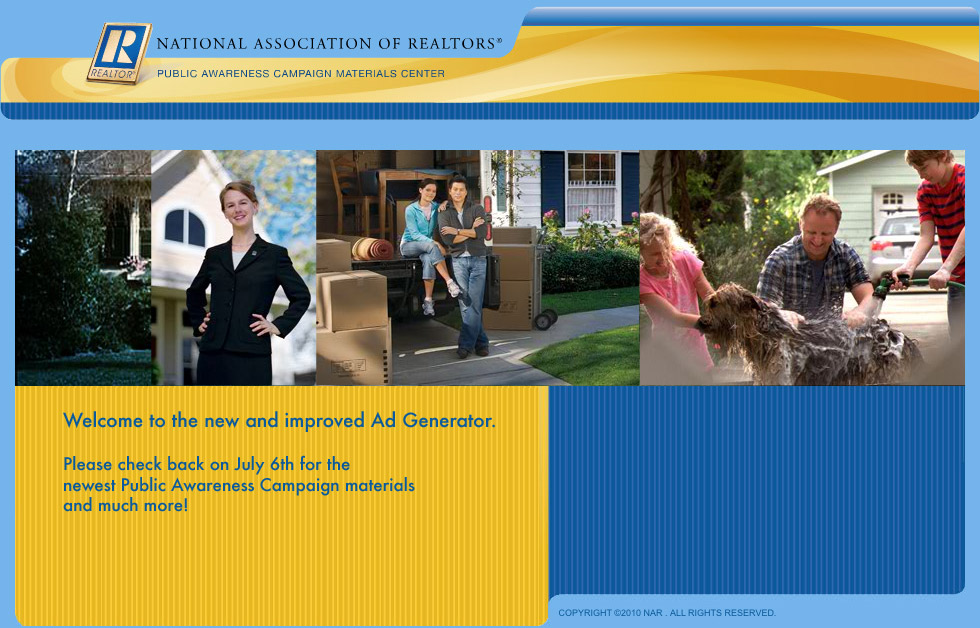 NATIONAL ASSOCIATION OF REALTORS®
REALTOR®
PUBLIC AWARENESS CAMPAIGN MATERIALS CENTER
Welcome to the new and improved Ad Generator.
Please check back on July 6th for the
newest Public Awareness Campaign materials
and much more!
COPYRIGHT ©2010 NAR . ALL RIGHTS RESERVED.